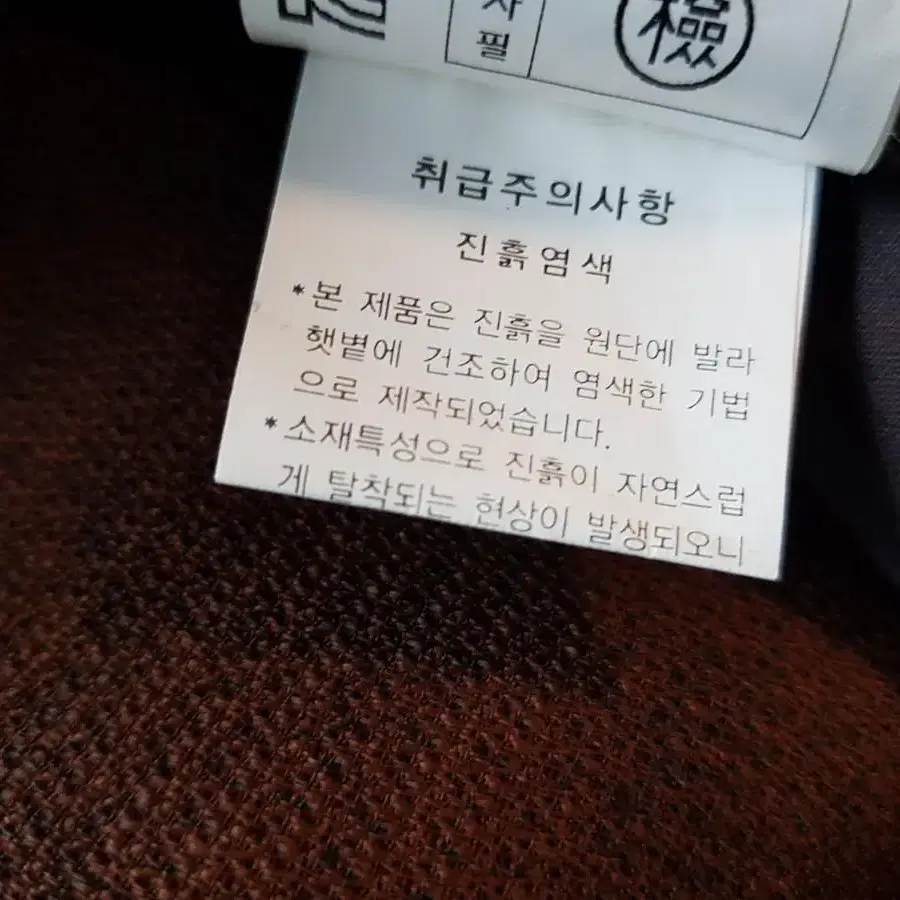 필
檢
취급주의사항
진흙염색
*본 제품은 진흙을 원단에 발라
햇볕에 건조하여 염색한 기법
으로 제작되었습니다.
*소재특성으로 진흙이 자연스럽
게 탈착되는 현상이 발생되오니